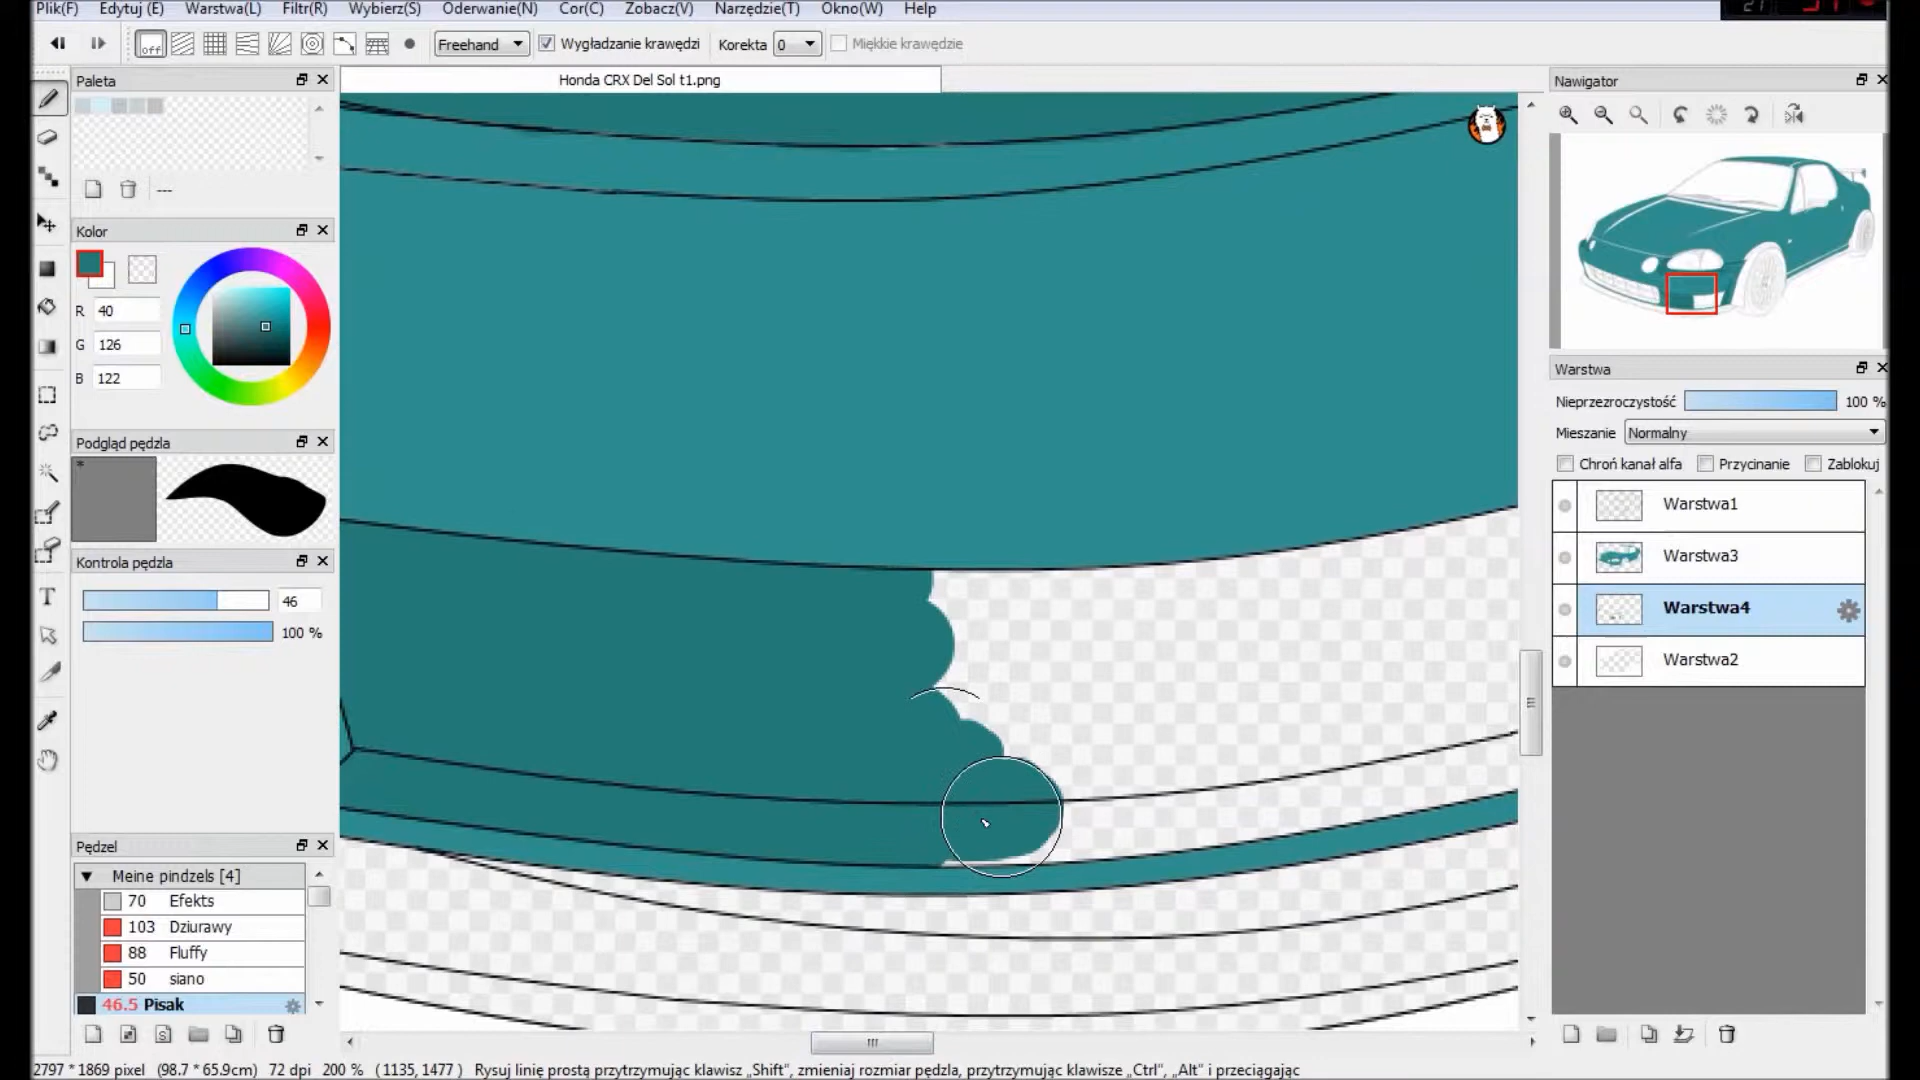 Plik(F) Edytuj (E) Warstwa(L) Filtr(R) Wybierz(S) Oderwanie(N) Cor(C) Zobacz(V) Narzędzie(T) Okno(W) Help
off Freehand Wygładzanie krawędzi Korekta 0 Miękkie krawędzie
Paleta
Honda CRX Del Sol t1.png
Nawigator
---
Kolor
R 40
G 126
B 122
Warstwa
Nieprzezroczystość 100 %
Mieszanie Normalny
Chroń kanał alfa Przycinanie Zablokuj
Podgląd pędzla
*
Warstwa1
Warstwa3
Warstwa4
Warstwa2
Kontrola pędzla
46
100 %
T
Pędzel
Meine pindzels [4]
70 Efekts
103 Dziurawy
88 Fluffy
50 siano
46.5 Pisak
S
2797 * 1869 pixel (98.7 * 65.9cm) 72 dpi 200 % ( 1135, 1477 ) Rysuj linię prostą przytrzymując klawisz „Shift”, zmieniaj rozmiar pędzla, przytrzymując klawisze „Ctrl”, „Alt” i przeciągając